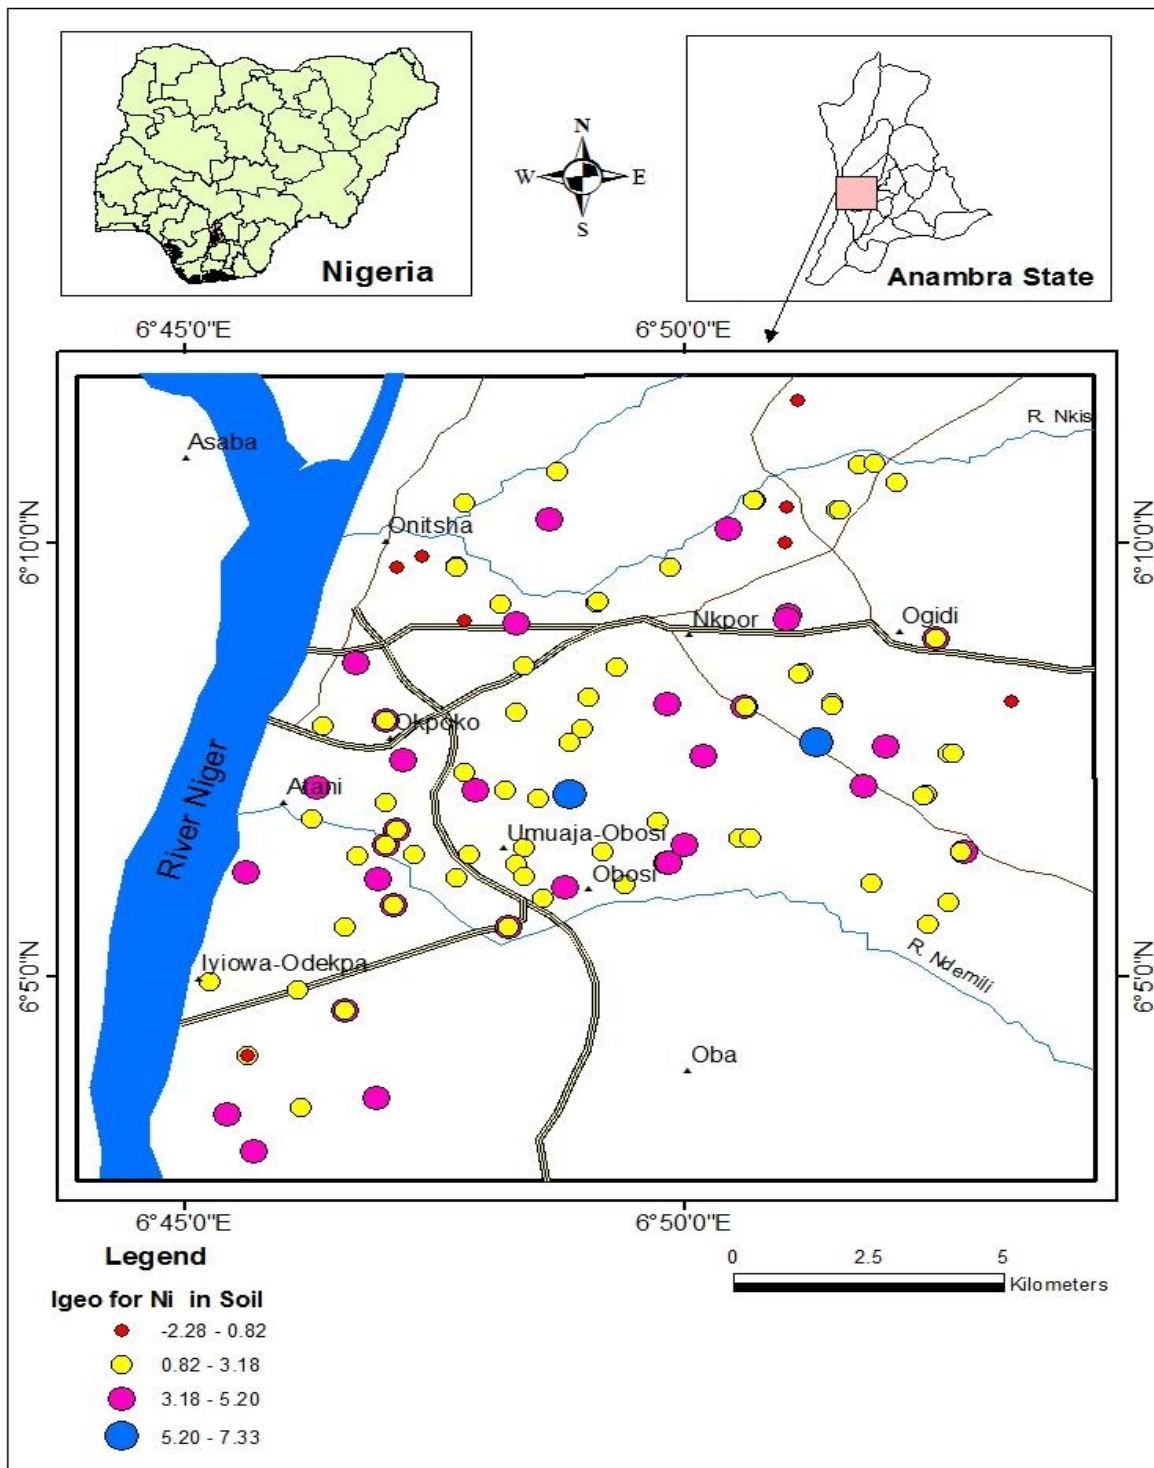 Nigeria
N
W E
S
Anambra State
6°45'0"E 6°50'0"E
R. Nkis
Asaba
Onitsha
6°10'0"N 6°10'0"N
Nkpor
Ogidi
Okpoko
Atani
River Niger
Umuaja-Obosi
Obosi
R. Ndemili
Iyiowa-Odekpa
6°5'0"N 6°5'0"N
Oba
6°45'0"E 6°50'0"E
Legend
0 2.5 5
Kilometers
Igeo for Ni in Soil
-2.28 - 0.82
0.82 - 3.18
3.18 - 5.20
5.20 - 7.33